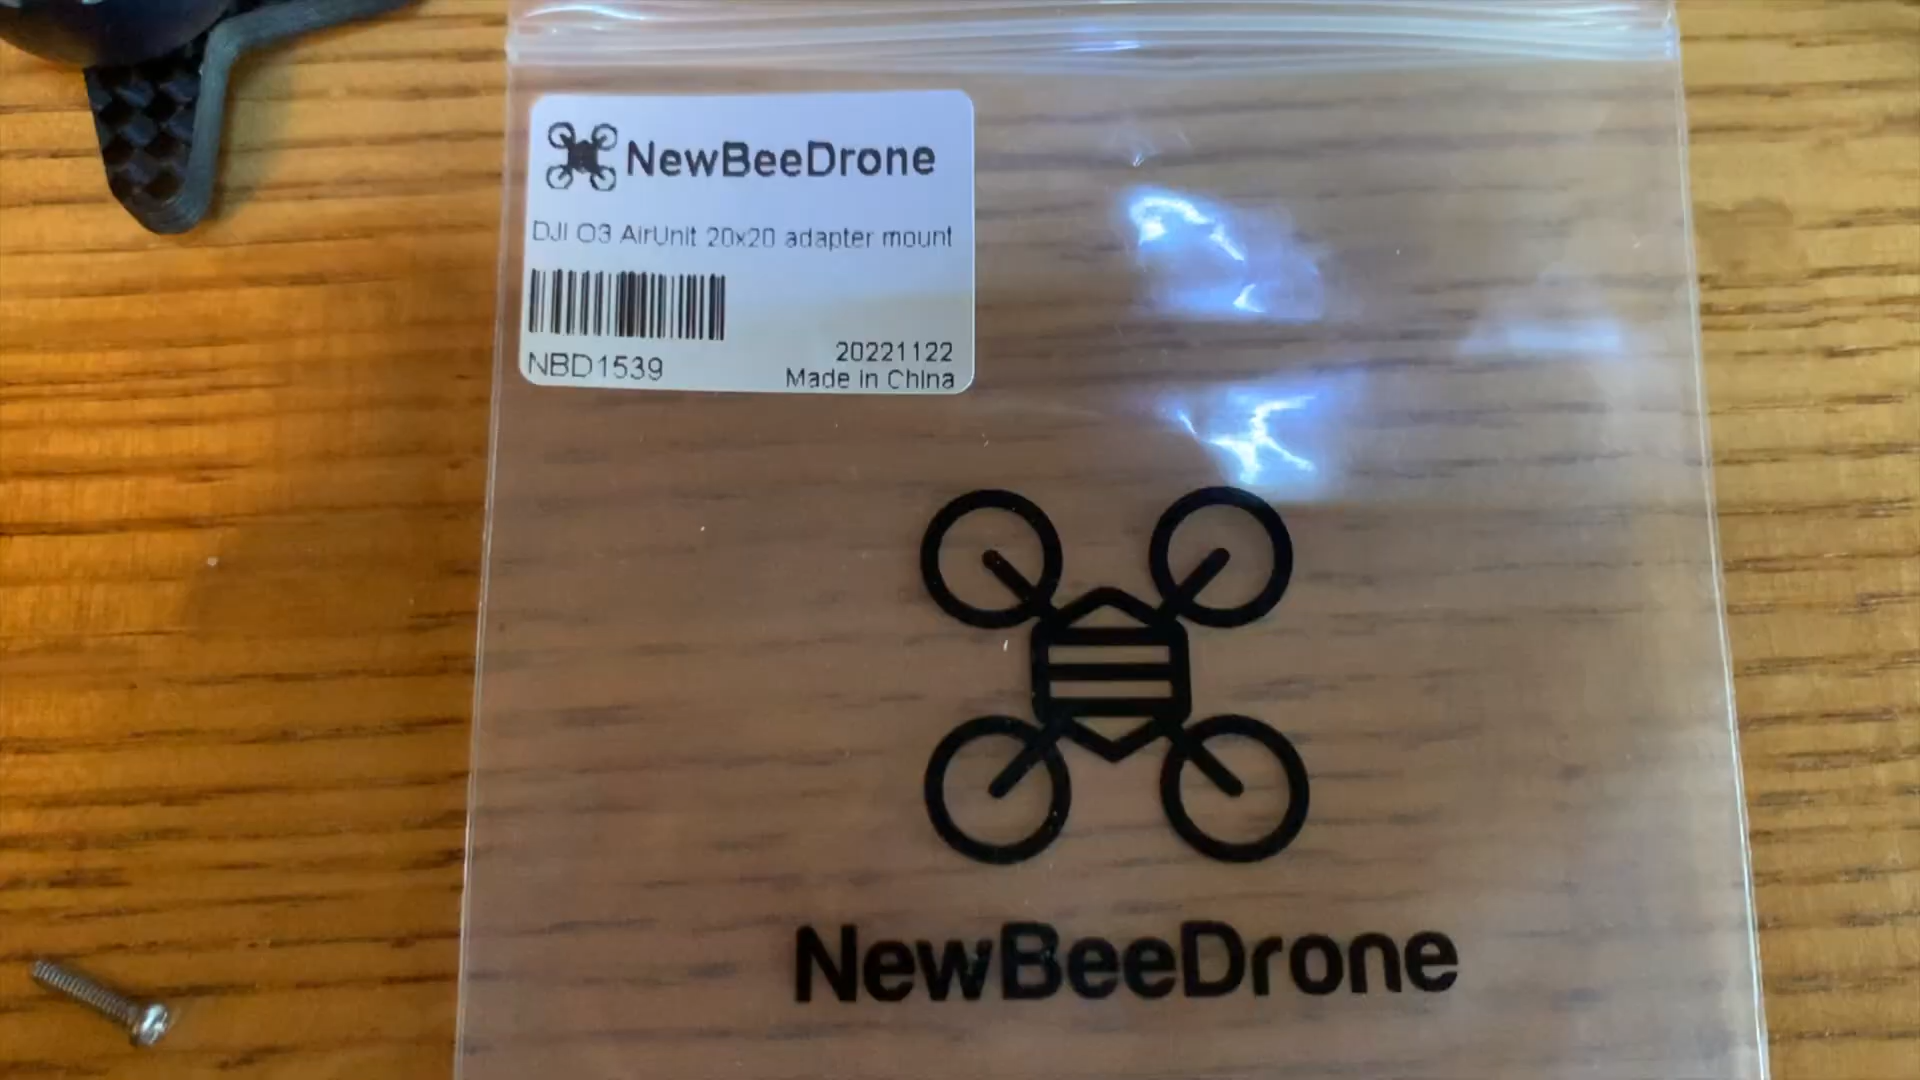 NewBeeDrone
DJI O3 AirUnit 20x20 adapter mount
NBD1539
20221122
Made in China
NewBeeDrone